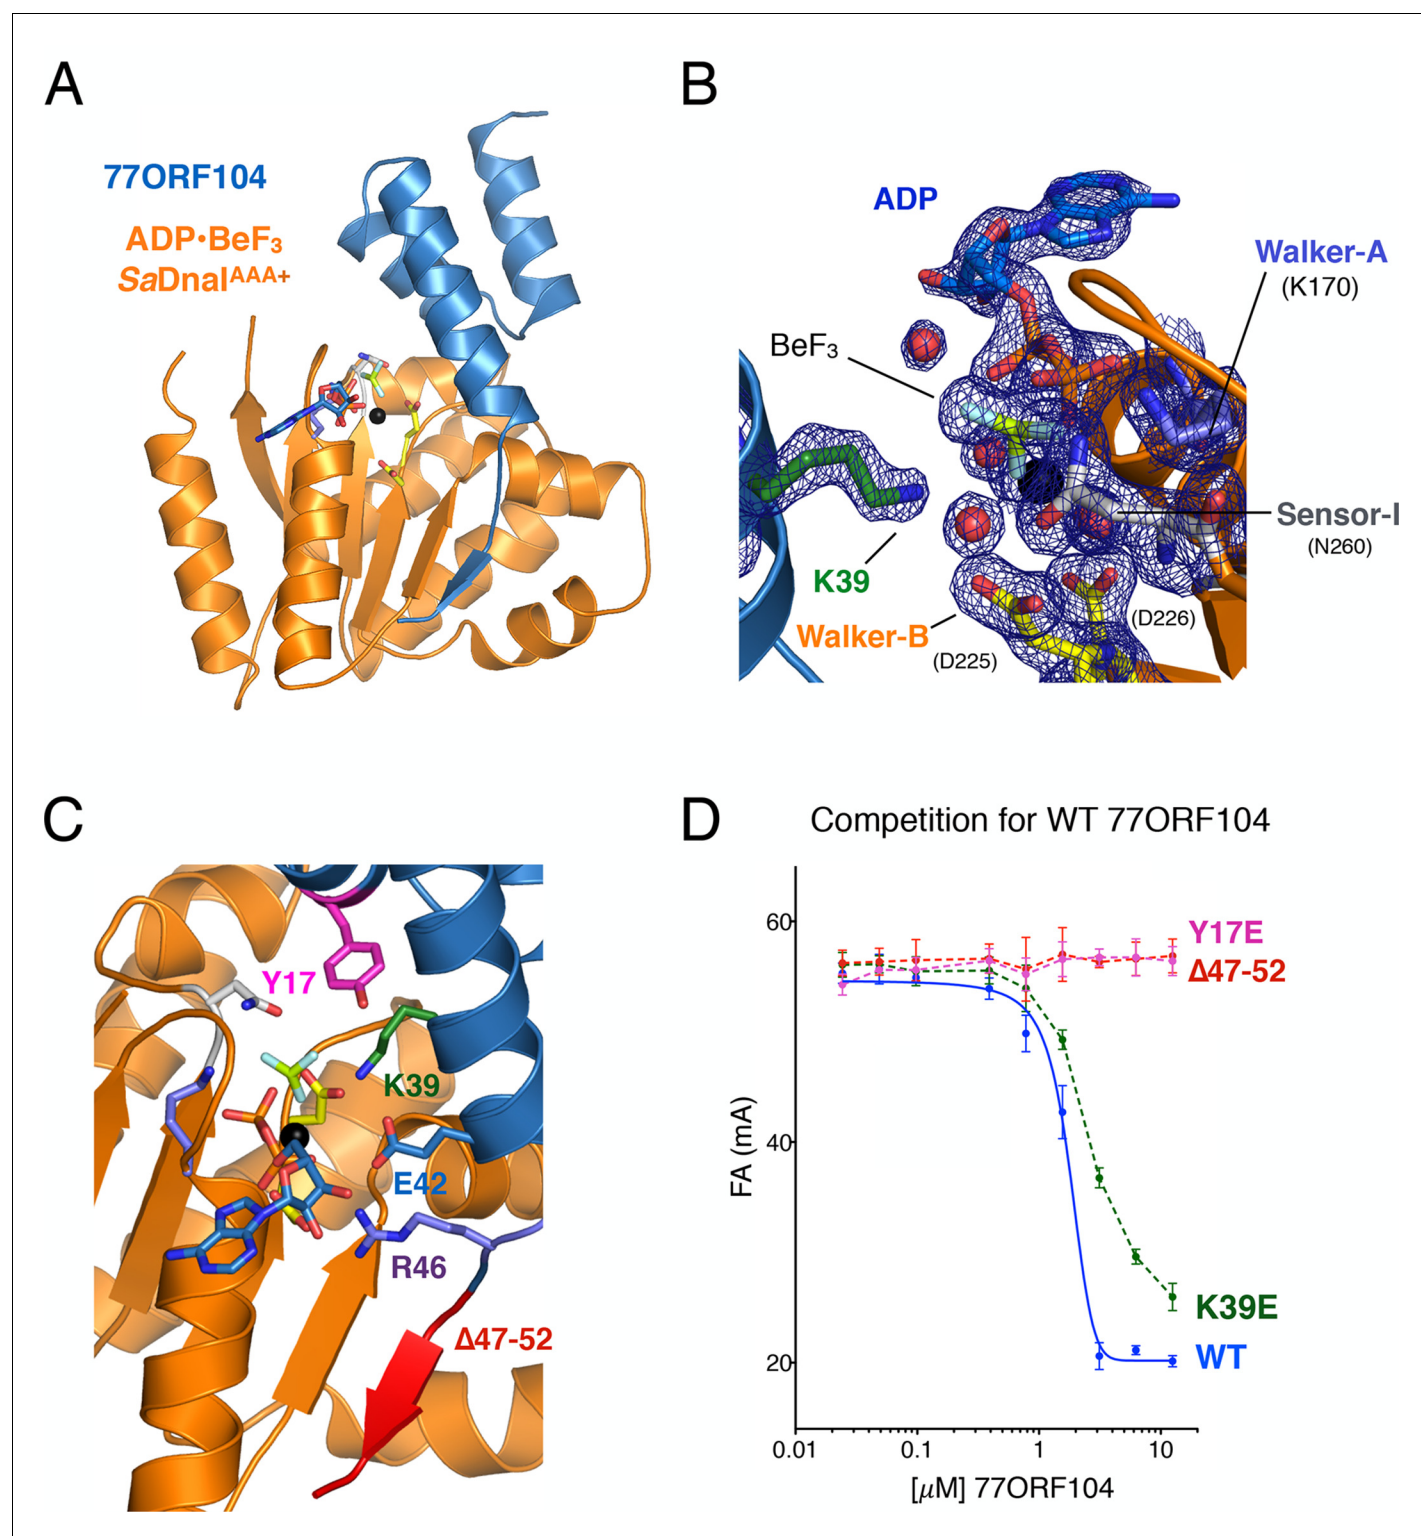 A
77ORF104
ADP•BeF₃
SaDnaIᴬᴬᴬ⁺
B
ADP
Walker-A
(K170)
BeF₃
Sensor-I
(N260)
K39
Walker-B
(D225)
(D226)
C
Y17
K39
E42
R46
Δ47-52
D
Competition for WT 77ORF104
60
40
20
FA (mA)
Y17E
Δ47-52
K39E
WT
0.01
0.1
1
10
[μM] 77ORF104